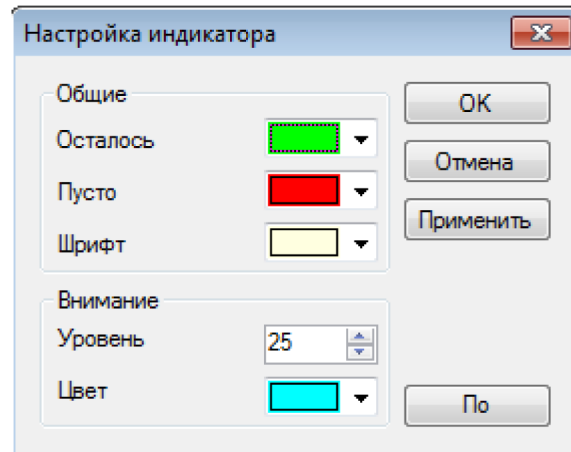 Настройка индикатора
Общие
Осталось
Пусто
Шрифт
Внимание
Уровень 25
Цвет
OK
Отмена
Применить
По